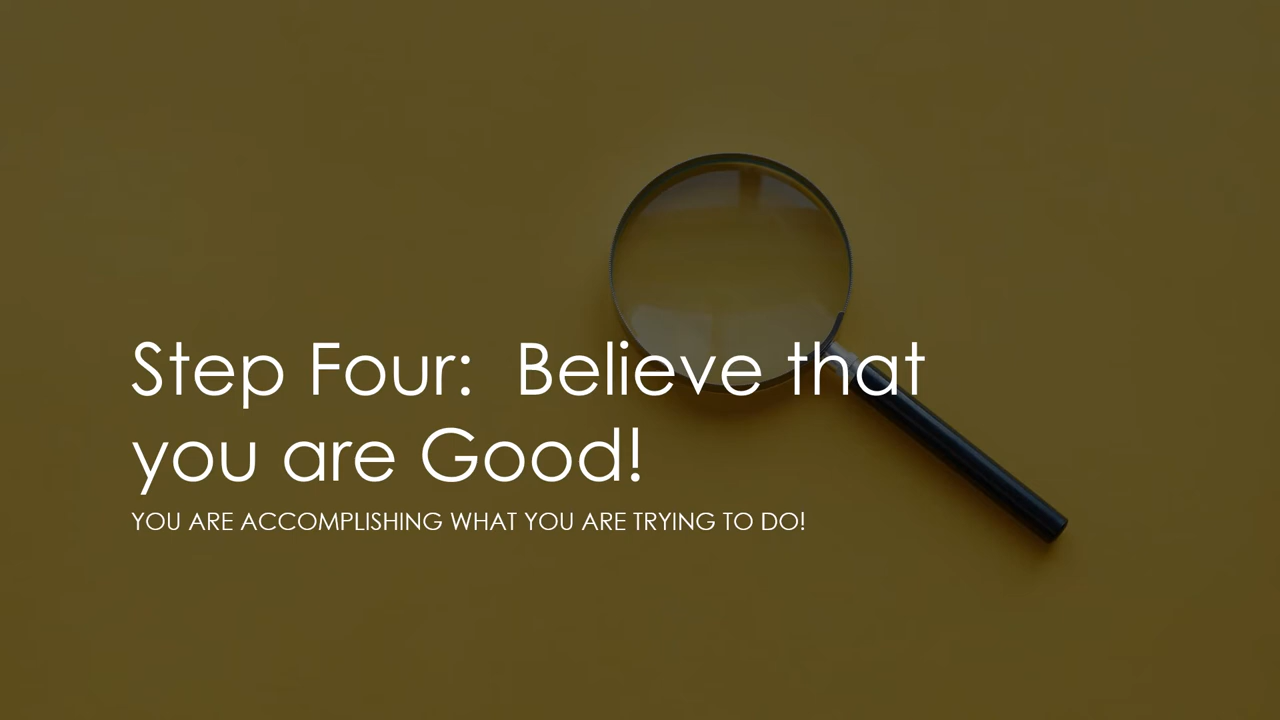 Step Four:  Believe that
you are Good!
YOU ARE ACCOMPLISHING WHAT YOU ARE TRYING TO DO!